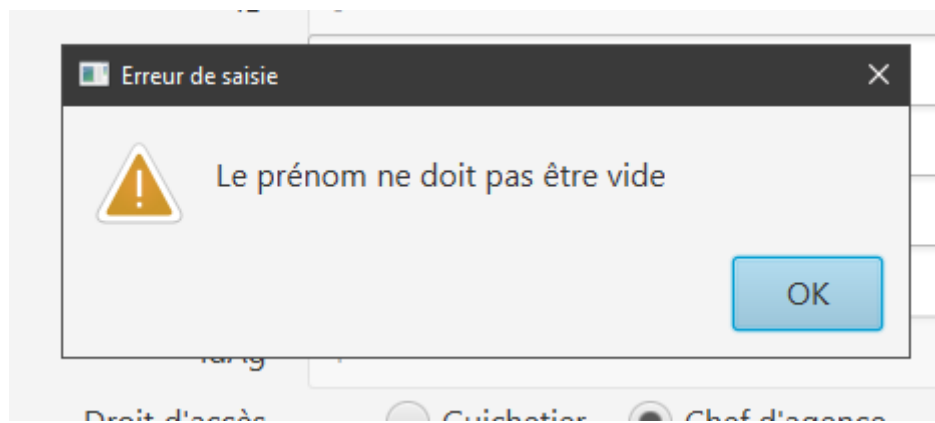 Erreur de saisie
Le prénom ne doit pas être vide
OK
Droit d'accès Guichetier Chef d'agence